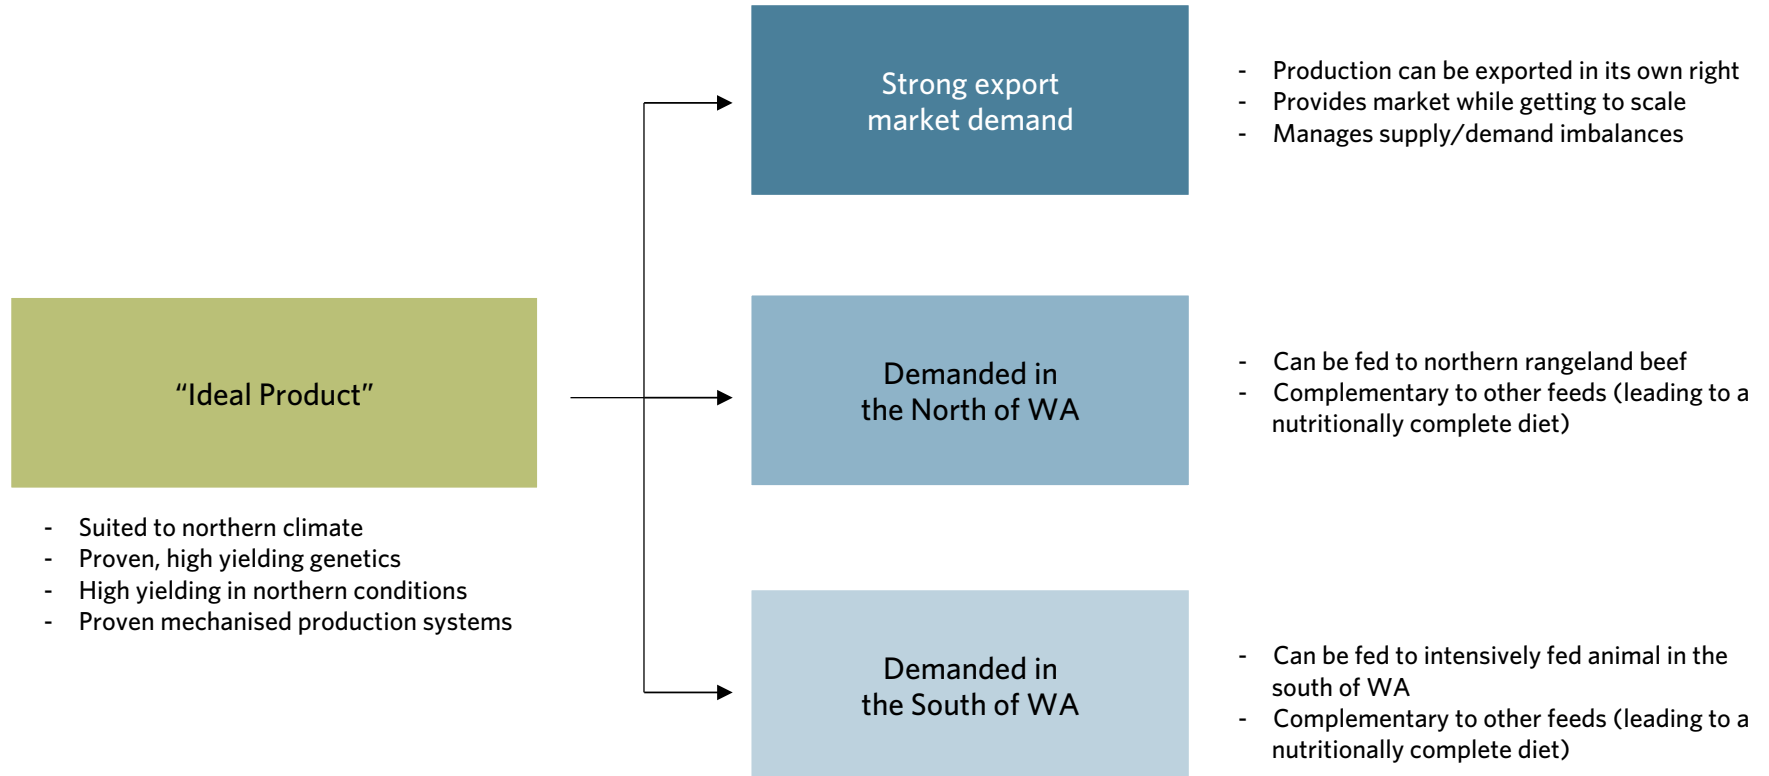 Strong export
market demand
- Production can be exported in its own right
- Provides market while getting to scale
- Manages supply/demand imbalances
“Ideal Product”
- Suited to northern climate
- Proven, high yielding genetics
- High yielding in northern conditions
- Proven mechanised production systems
Demanded in
the North of WA
- Can be fed to northern rangeland beef
- Complementary to other feeds (leading to a
nutritionally complete diet)
Demanded in
the South of WA
- Can be fed to intensively fed animal in the
south of WA
- Complementary to other feeds (leading to a
nutritionally complete diet)